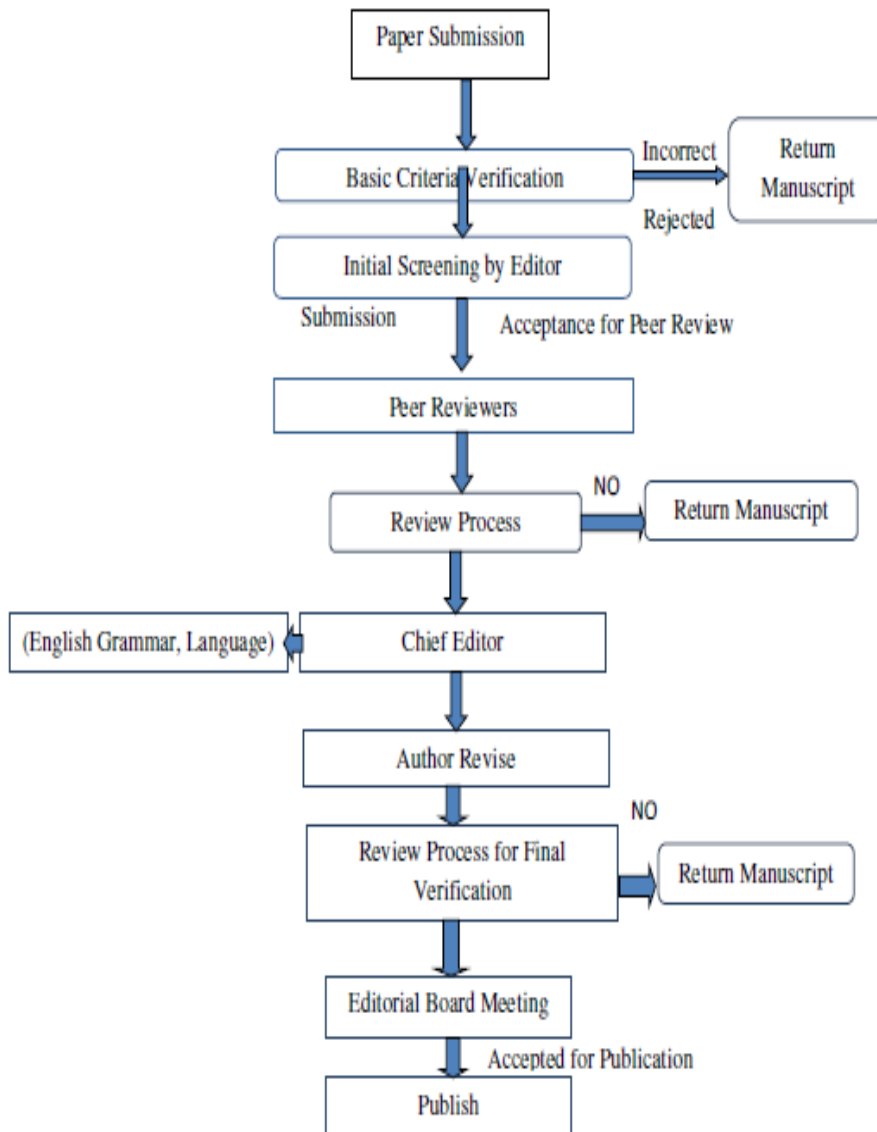 Paper Submission
Incorrect
Return
Manuscript
Basic Criteria Verification
Rejected
Initial Screening by Editor
Submission
Acceptance for Peer Review
Peer Reviewers
NO
Review Process
Return Manuscript
(English Grammar, Language)
Chief Editor
Author Revise
NO
Review Process for Final
Verification
Return Manuscript
Editorial Board Meeting
Accepted for Publication
Publish